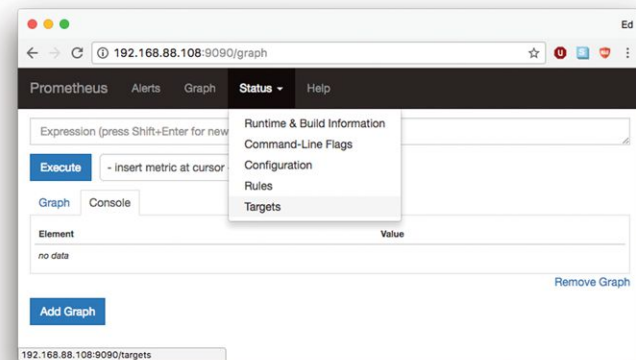 Ed
192.168.88.108:9090/graph
Prometheus Alerts Graph Status Help
Expression (press Shift+Enter for new
Runtime & Build Information
Command-Line Flags
Configuration
Rules
Targets
Execute - insert metric at cursor
Graph Console
Element Value
no data
Remove Graph
Add Graph
192.168.88.108:9090/targets